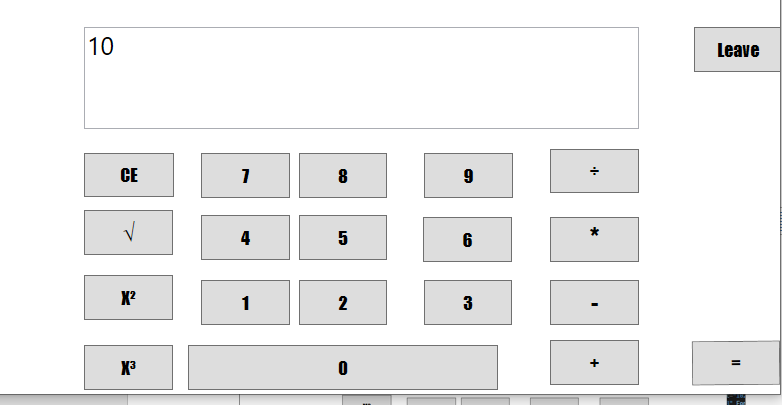 10
Leave
CE 7 8 9 ÷
√ 4 5 6 *
X² 1 2 3 -
X³ 0 + =